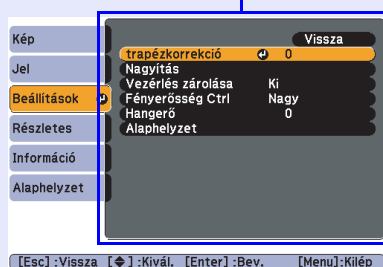 Kép
Jel
Beállítások
Részletes
Információ
Alaphelyzet
Vissza
trapézkorrekció 0
Nagyítás
Vezérlés zárolása Ki
Fényerősség Ctrl Nagy
Hangerő 0
Alaphelyzet
[Esc] :Vissza [◆] :Kivál. [Enter] :Bev. [Menu]:Kilép